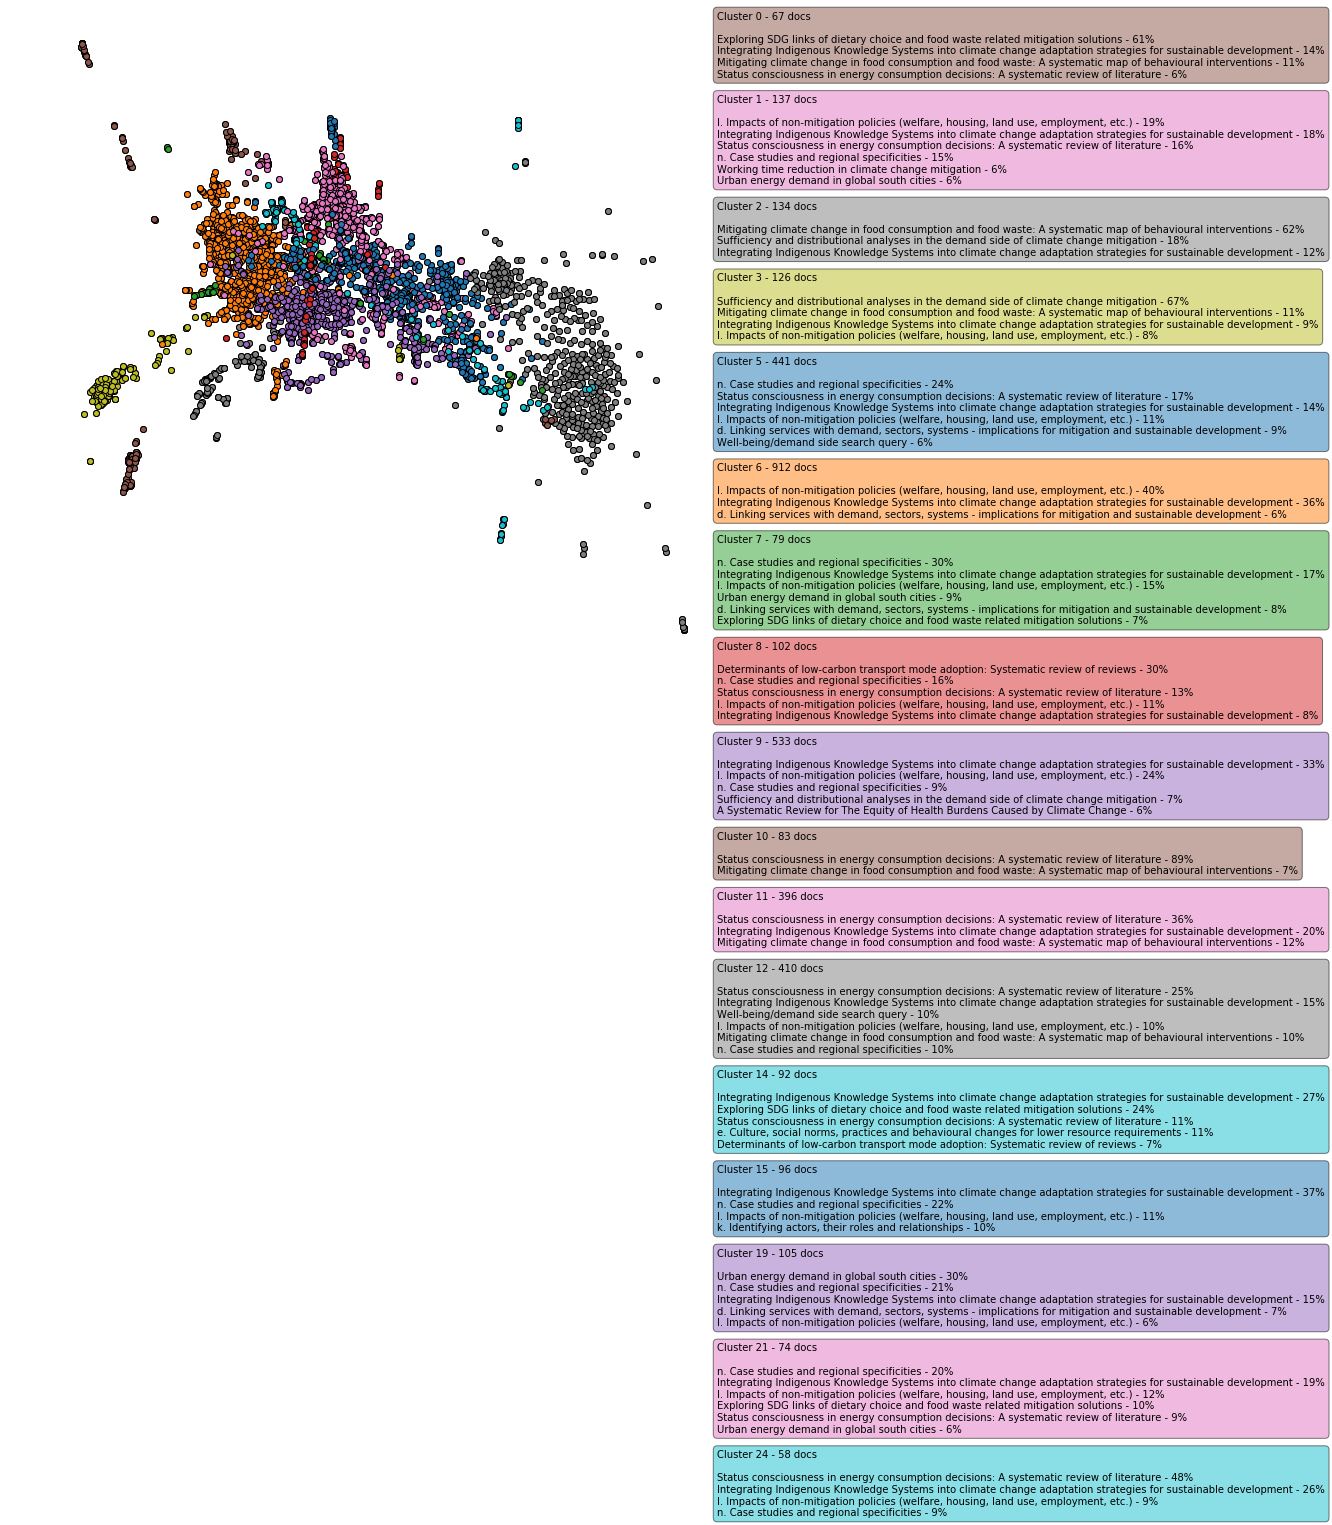 Cluster 0 - 67 docs
Exploring SDG links of dietary choice and food waste related mitigation solutions - 61%
Integrating Indigenous Knowledge Systems into climate change adaptation strategies for sustainable development - 14%
Mitigating climate change in food consumption and food waste: A systematic map of behavioural interventions - 11%
Status consciousness in energy consumption decisions: A systematic review of literature - 6%
Cluster 1 - 137 docs
l. Impacts of non-mitigation policies (welfare, housing, land use, employment, etc.) - 19%
Integrating Indigenous Knowledge Systems into climate change adaptation strategies for sustainable development - 18%
Status consciousness in energy consumption decisions: A systematic review of literature - 16%
n. Case studies and regional specificities - 15%
Working time reduction in climate change mitigation - 6%
Urban energy demand in global south cities - 6%
Cluster 2 - 134 docs
Mitigating climate change in food consumption and food waste: A systematic map of behavioural interventions - 62%
Sufficiency and distributional analyses in the demand side of climate change mitigation - 18%
Integrating Indigenous Knowledge Systems into climate change adaptation strategies for sustainable development - 12%
Cluster 3 - 126 docs
Sufficiency and distributional analyses in the demand side of climate change mitigation - 67%
Mitigating climate change in food consumption and food waste: A systematic map of behavioural interventions - 11%
Integrating Indigenous Knowledge Systems into climate change adaptation strategies for sustainable development - 9%
l. Impacts of non-mitigation policies (welfare, housing, land use, employment, etc.) - 8%
Cluster 5 - 441 docs
n. Case studies and regional specificities - 24%
Status consciousness in energy consumption decisions: A systematic review of literature - 17%
Integrating Indigenous Knowledge Systems into climate change adaptation strategies for sustainable development - 14%
l. Impacts of non-mitigation policies (welfare, housing, land use, employment, etc.) - 11%
d. Linking services with demand, sectors, systems - implications for mitigation and sustainable development - 9%
Well-being/demand side search query - 6%
Cluster 6 - 912 docs
l. Impacts of non-mitigation policies (welfare, housing, land use, employment, etc.) - 40%
Integrating Indigenous Knowledge Systems into climate change adaptation strategies for sustainable development - 36%
d. Linking services with demand, sectors, systems - implications for mitigation and sustainable development - 6%
Cluster 7 - 79 docs
n. Case studies and regional specificities - 30%
Integrating Indigenous Knowledge Systems into climate change adaptation strategies for sustainable development - 17%
l. Impacts of non-mitigation policies (welfare, housing, land use, employment, etc.) - 15%
Urban energy demand in global south cities - 9%
d. Linking services with demand, sectors, systems - implications for mitigation and sustainable development - 8%
Exploring SDG links of dietary choice and food waste related mitigation solutions - 7%
Cluster 8 - 102 docs
Determinants of low-carbon transport mode adoption: Systematic review of reviews - 30%
n. Case studies and regional specificities - 16%
Status consciousness in energy consumption decisions: A systematic review of literature - 13%
l. Impacts of non-mitigation policies (welfare, housing, land use, employment, etc.) - 11%
Integrating Indigenous Knowledge Systems into climate change adaptation strategies for sustainable development - 8%
Cluster 9 - 533 docs
Integrating Indigenous Knowledge Systems into climate change adaptation strategies for sustainable development - 33%
l. Impacts of non-mitigation policies (welfare, housing, land use, employment, etc.) - 24%
n. Case studies and regional specificities - 9%
Sufficiency and distributional analyses in the demand side of climate change mitigation - 7%
A Systematic Review for The Equity of Health Burdens Caused by Climate Change - 6%
Cluster 10 - 83 docs
Status consciousness in energy consumption decisions: A systematic review of literature - 89%
Mitigating climate change in food consumption and food waste: A systematic map of behavioural interventions - 7%
Cluster 11 - 396 docs
Status consciousness in energy consumption decisions: A systematic review of literature - 36%
Integrating Indigenous Knowledge Systems into climate change adaptation strategies for sustainable development - 20%
Mitigating climate change in food consumption and food waste: A systematic map of behavioural interventions - 12%
Cluster 12 - 410 docs
Status consciousness in energy consumption decisions: A systematic review of literature - 25%
Integrating Indigenous Knowledge Systems into climate change adaptation strategies for sustainable development - 15%
Well-being/demand side search query - 10%
l. Impacts of non-mitigation policies (welfare, housing, land use, employment, etc.) - 10%
Mitigating climate change in food consumption and food waste: A systematic map of behavioural interventions - 10%
n. Case studies and regional specificities - 10%
Cluster 14 - 92 docs
Integrating Indigenous Knowledge Systems into climate change adaptation strategies for sustainable development - 27%
Exploring SDG links of dietary choice and food waste related mitigation solutions - 24%
Status consciousness in energy consumption decisions: A systematic review of literature - 11%
e. Culture, social norms, practices and behavioural changes for lower resource requirements - 11%
Determinants of low-carbon transport mode adoption: Systematic review of reviews - 7%
Cluster 15 - 96 docs
Integrating Indigenous Knowledge Systems into climate change adaptation strategies for sustainable development - 37%
n. Case studies and regional specificities - 22%
l. Impacts of non-mitigation policies (welfare, housing, land use, employment, etc.) - 11%
k. Identifying actors, their roles and relationships - 10%
Cluster 19 - 105 docs
Urban energy demand in global south cities - 30%
n. Case studies and regional specificities - 21%
Integrating Indigenous Knowledge Systems into climate change adaptation strategies for sustainable development - 15%
d. Linking services with demand, sectors, systems - implications for mitigation and sustainable development - 7%
l. Impacts of non-mitigation policies (welfare, housing, land use, employment, etc.) - 6%
Cluster 21 - 74 docs
n. Case studies and regional specificities - 20%
Integrating Indigenous Knowledge Systems into climate change adaptation strategies for sustainable development - 19%
l. Impacts of non-mitigation policies (welfare, housing, land use, employment, etc.) - 12%
Exploring SDG links of dietary choice and food waste related mitigation solutions - 10%
Status consciousness in energy consumption decisions: A systematic review of literature - 9%
Urban energy demand in global south cities - 6%
Cluster 24 - 58 docs
Status consciousness in energy consumption decisions: A systematic review of literature - 48%
Integrating Indigenous Knowledge Systems into climate change adaptation strategies for sustainable development - 26%
l. Impacts of non-mitigation policies (welfare, housing, land use, employment, etc.) - 9%
n. Case studies and regional specificities - 9%